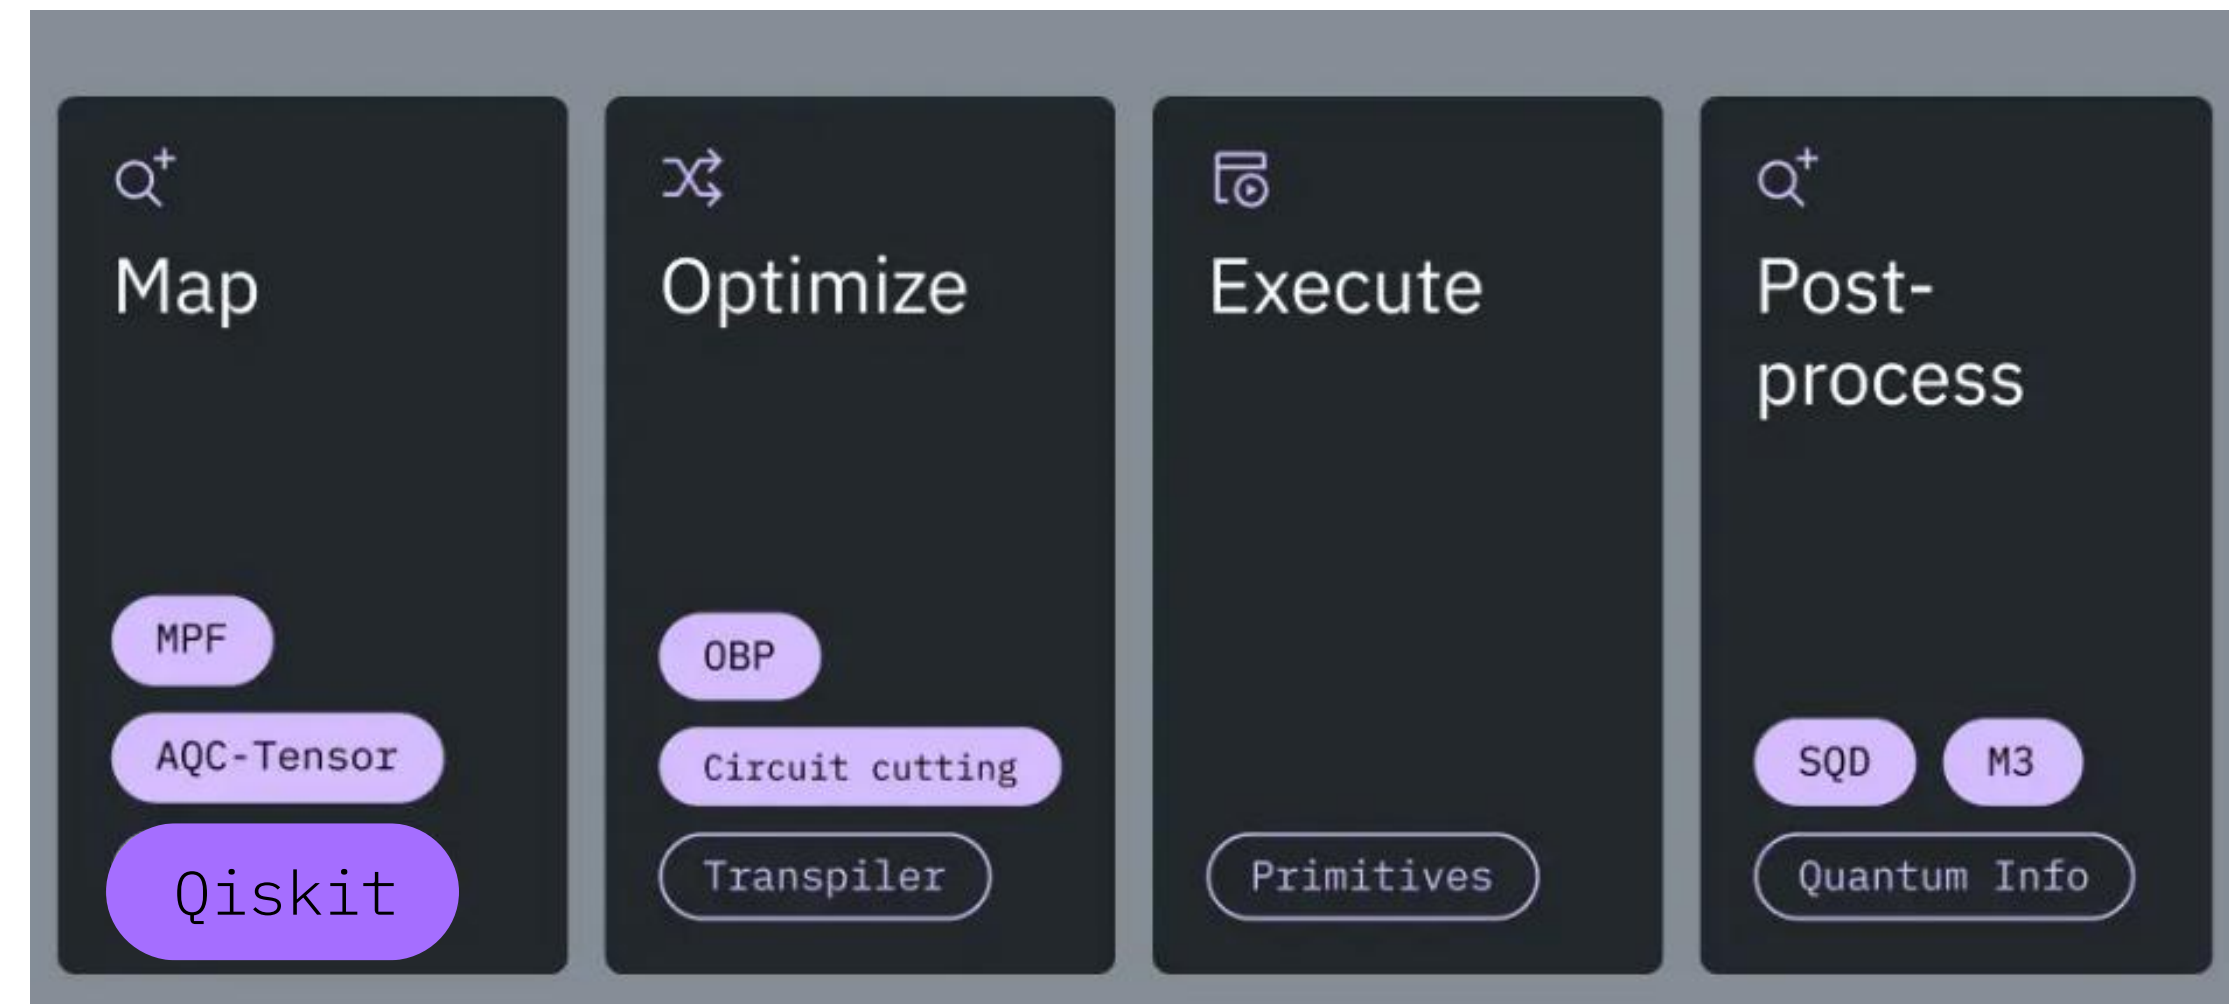 Map
MPF
AQC-Tensor
Qiskit
Optimize
OBP
Circuit cutting
Transpiler
Execute
Primitives
Post-
process
SQD
M3
Quantum Info